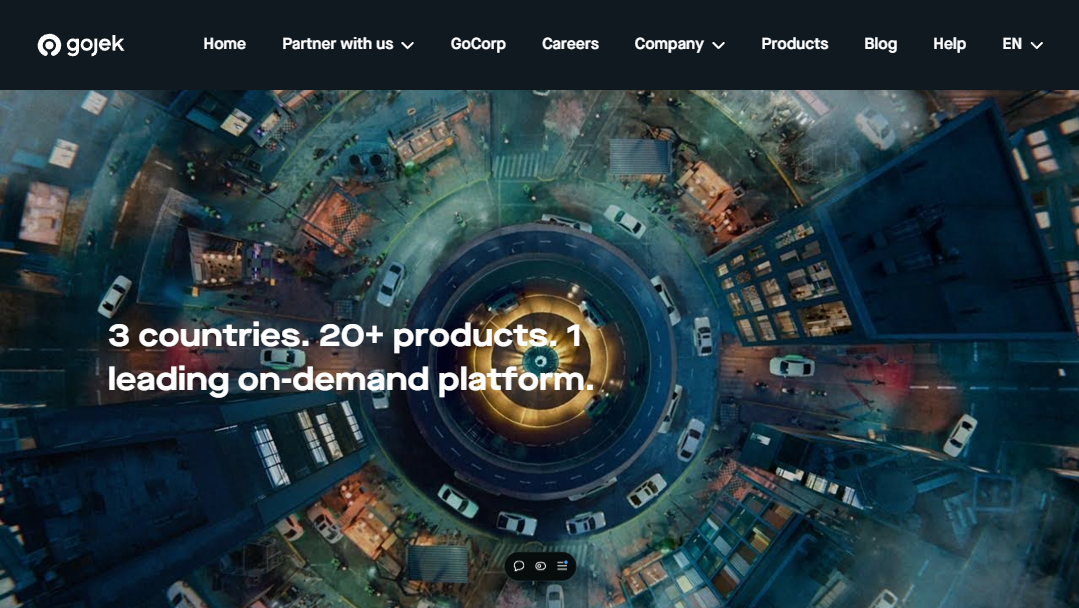 gojek
Home
Partner with us
GoCorp
Careers
Company
Products
Blog
Help
EN
3 countries. 20+ products. 1
leading on-demand platform.